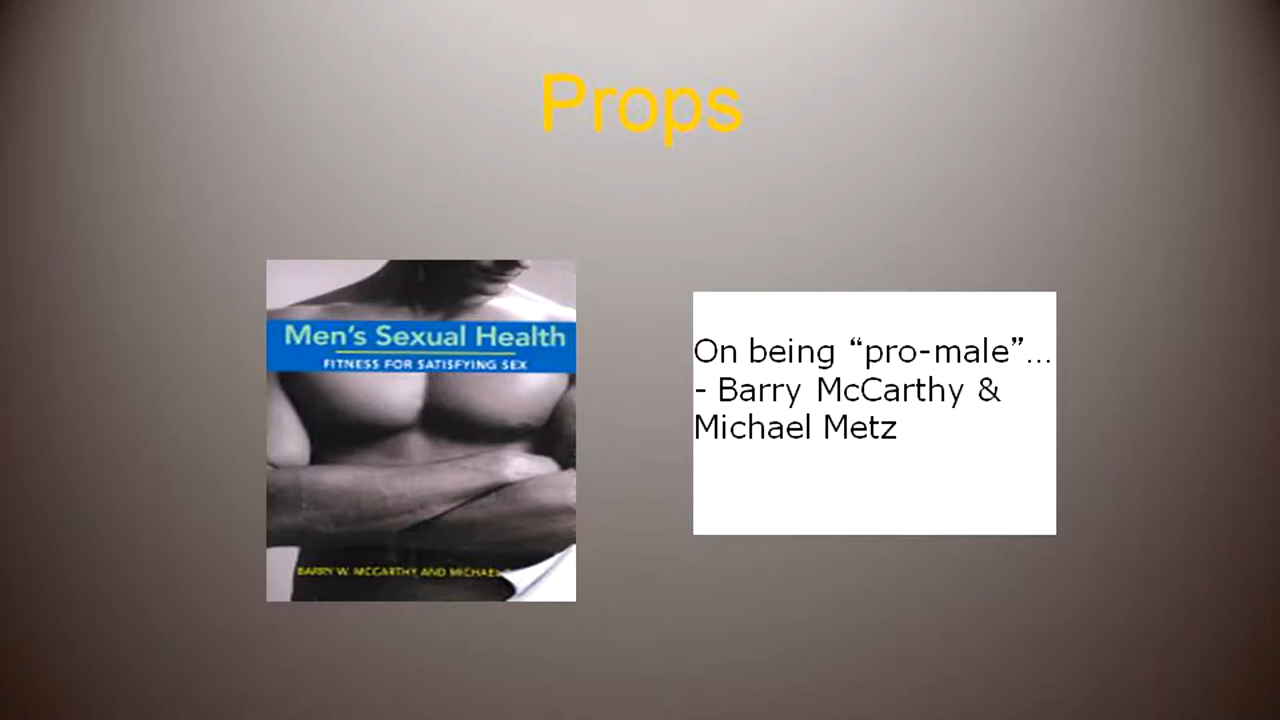 Props
Men's Sexual Health
FITNESS FOR SATISFYING SEX
BARRY W. MCCARTHY AND MICHAEL
On being “pro-male”...
- Barry McCarthy &
Michael Metz